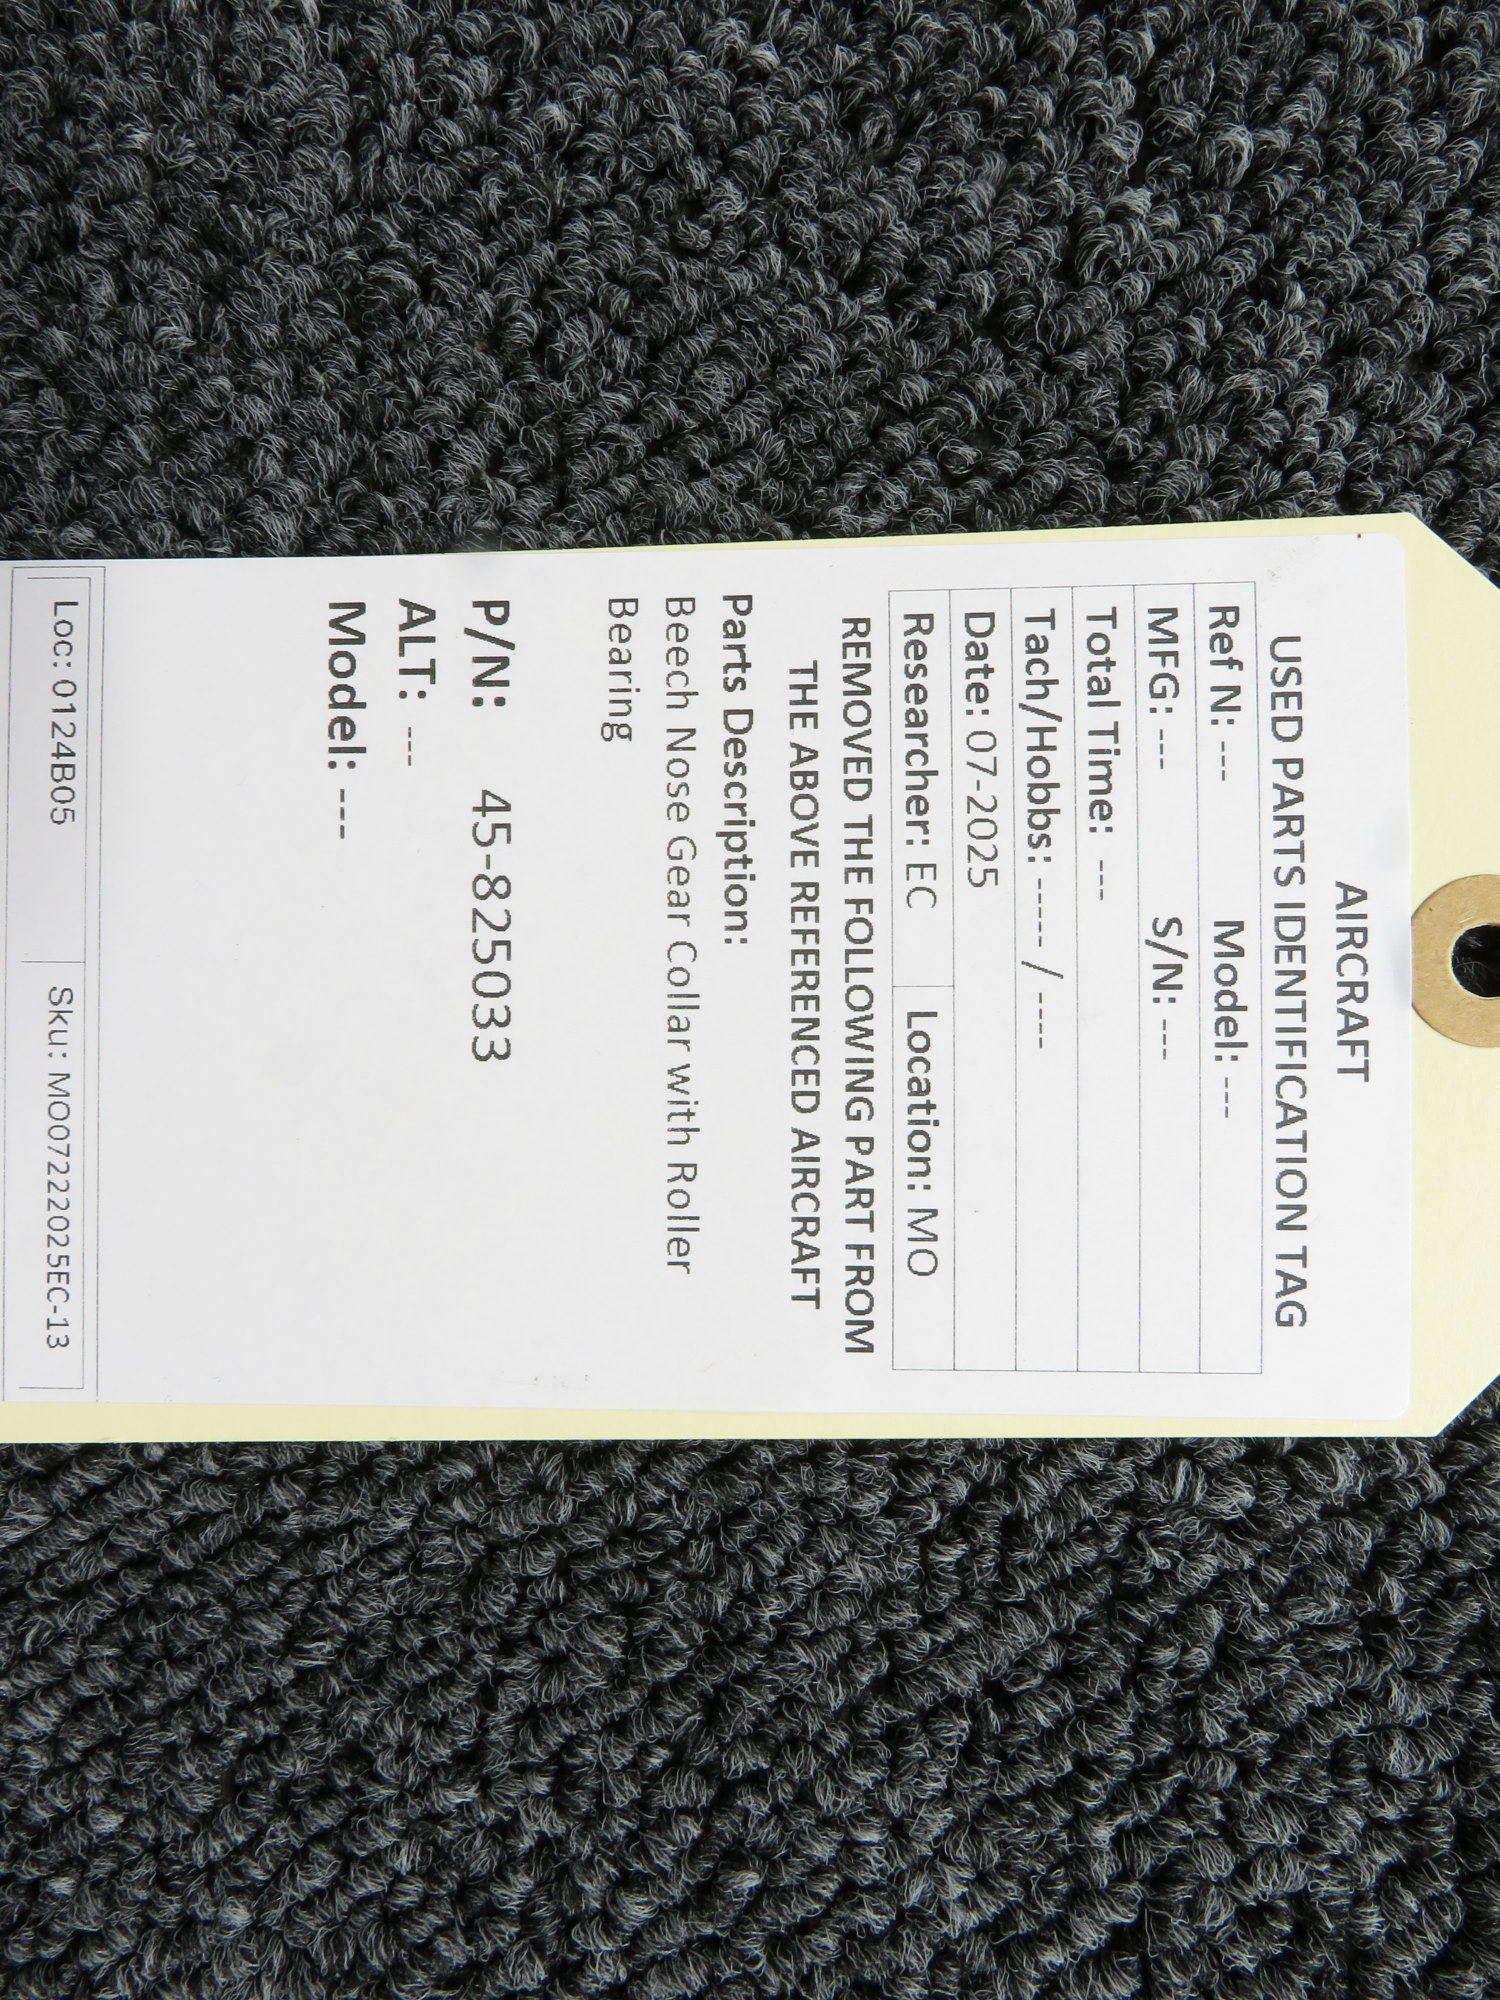 AIRCRAFT
USED PARTS IDENTIFICATION TAG
Ref N: --- Model: ---
MFG: --- S/N: ---
Total Time: ---
Tach/Hobbs: ----- / ----
Date: 07-2025
Researcher: EC Location: MO
REMOVED THE FOLLOWING PART FROM
THE ABOVE REFERENCED AIRCRAFT
Parts Description:
Beech Nose Gear Collar with Roller
Bearing
P/N: 45-825033
ALT: ---
Model: ---
Loc: 0124B05 Sku: MO07222025EC-13